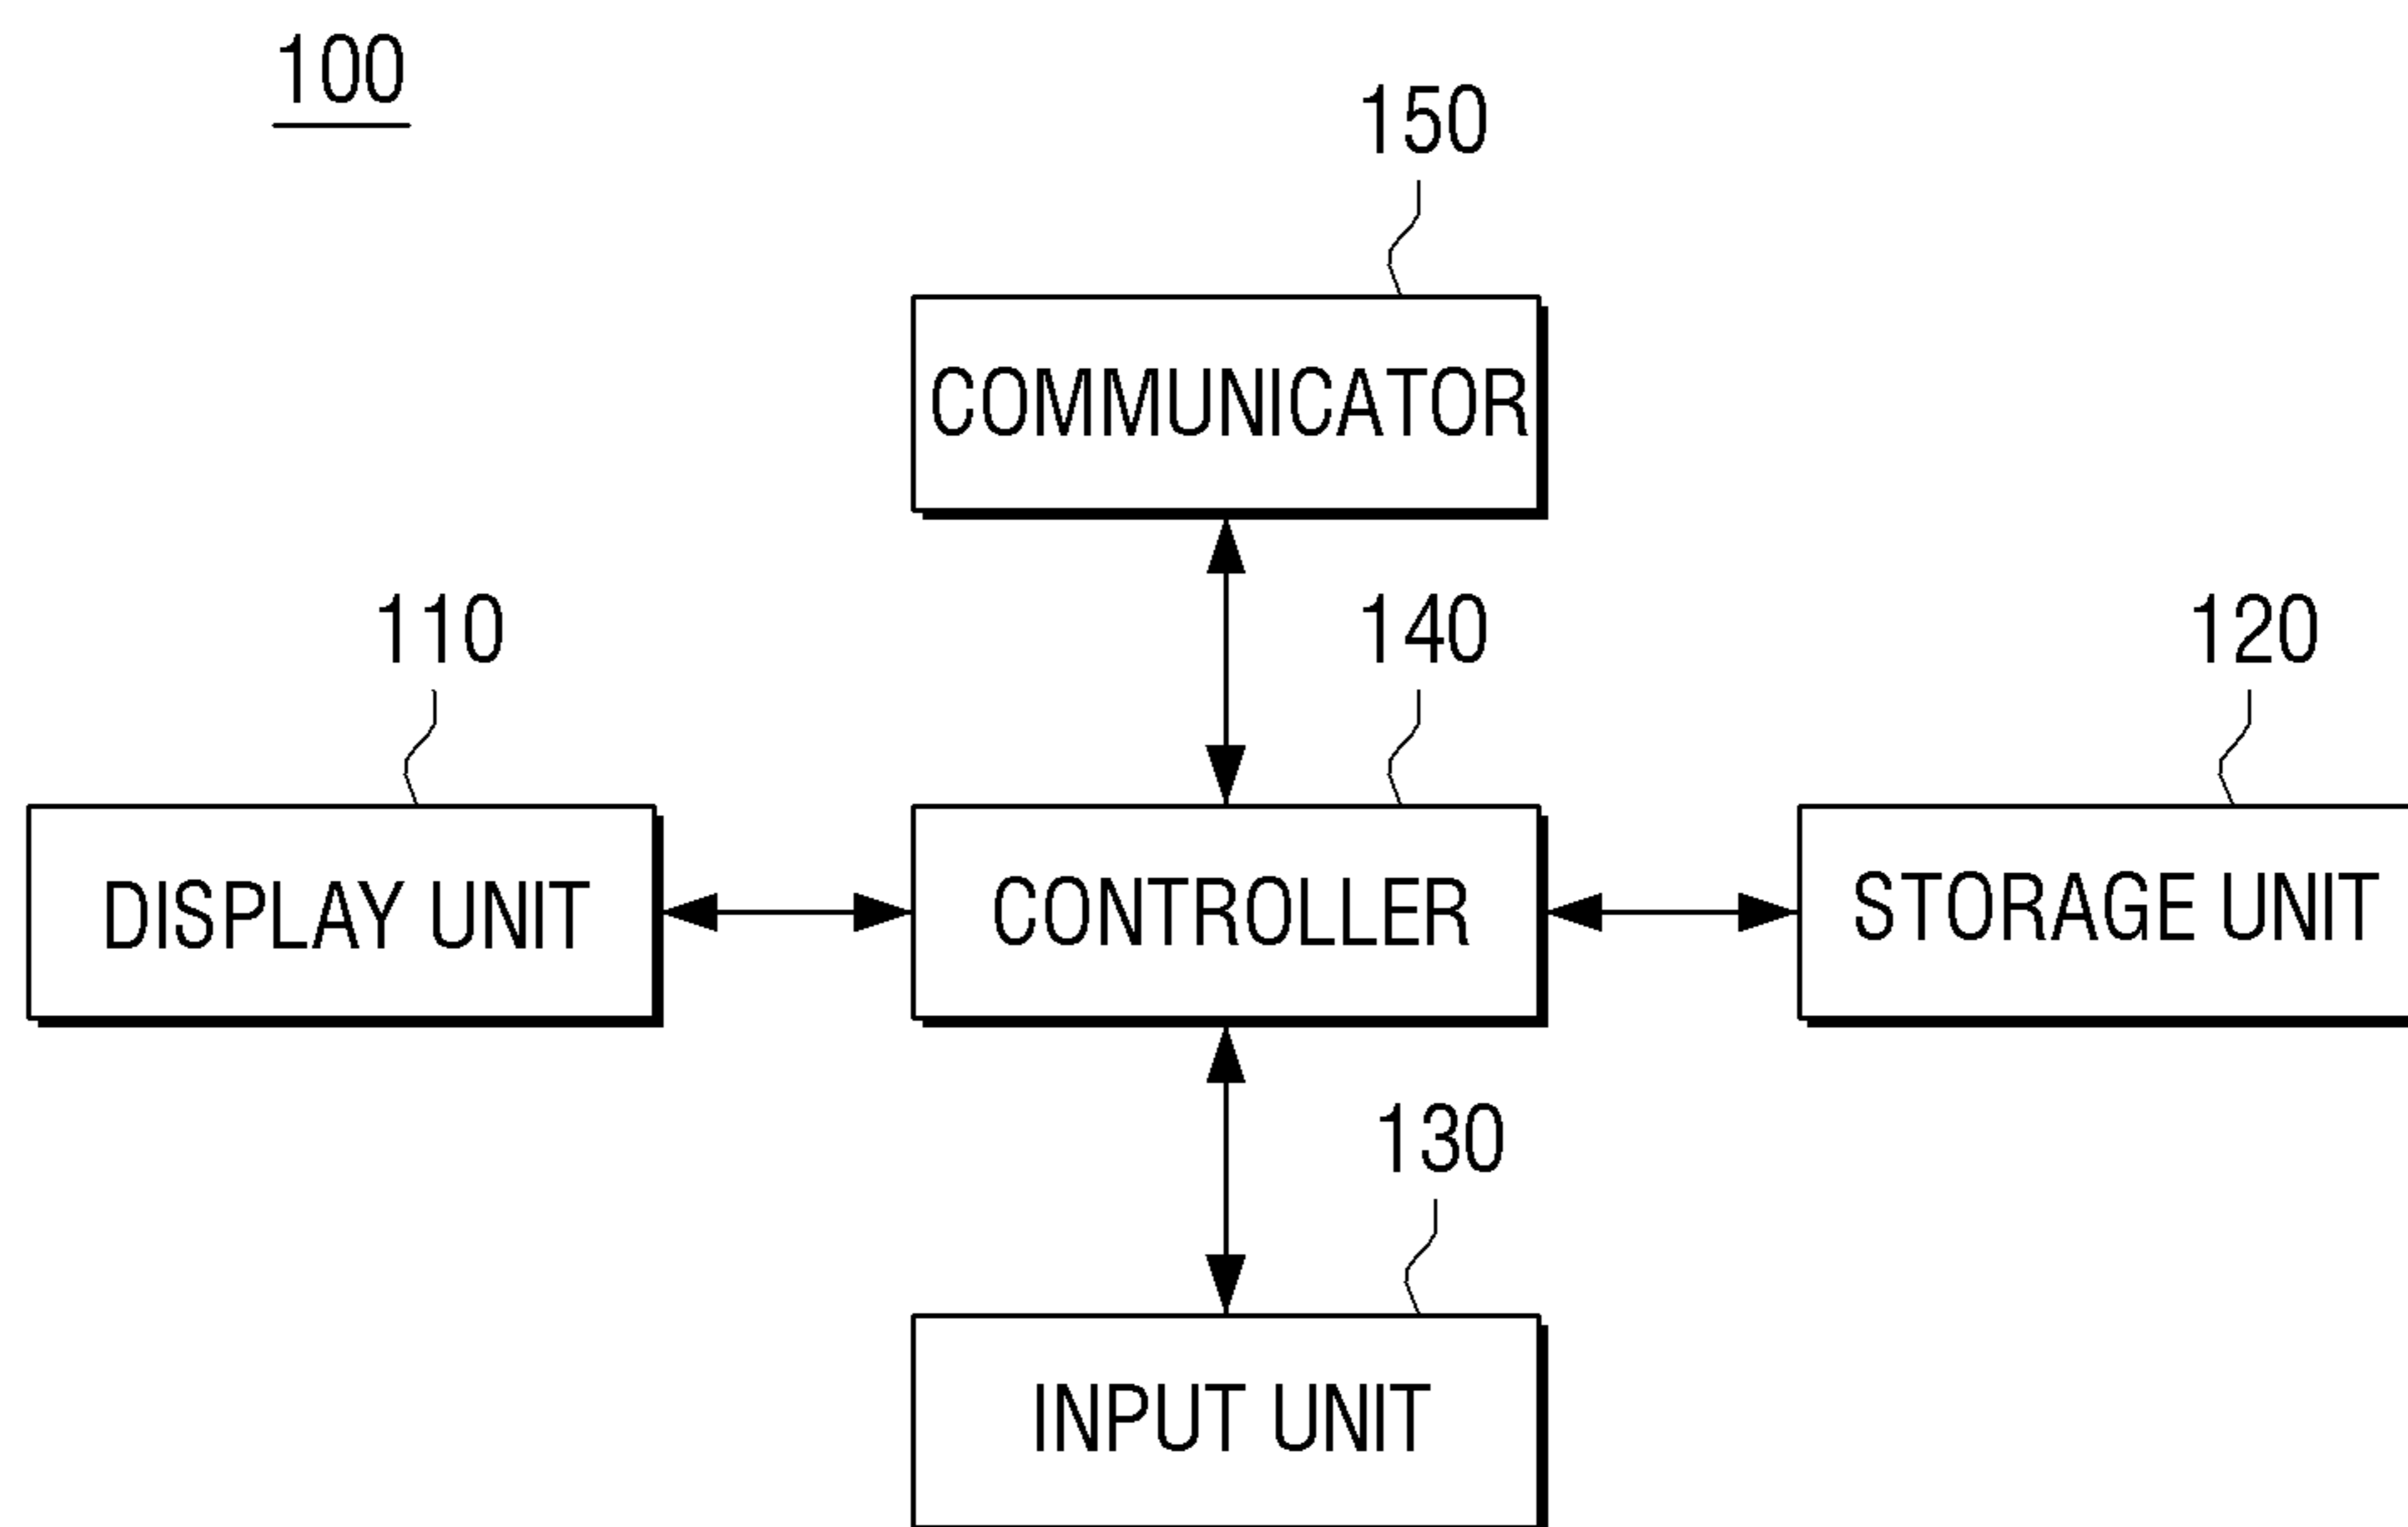 100
150
COMMUNICATOR
110
140
120
DISPLAY UNIT
CONTROLLER
STORAGE UNIT
130
INPUT UNIT